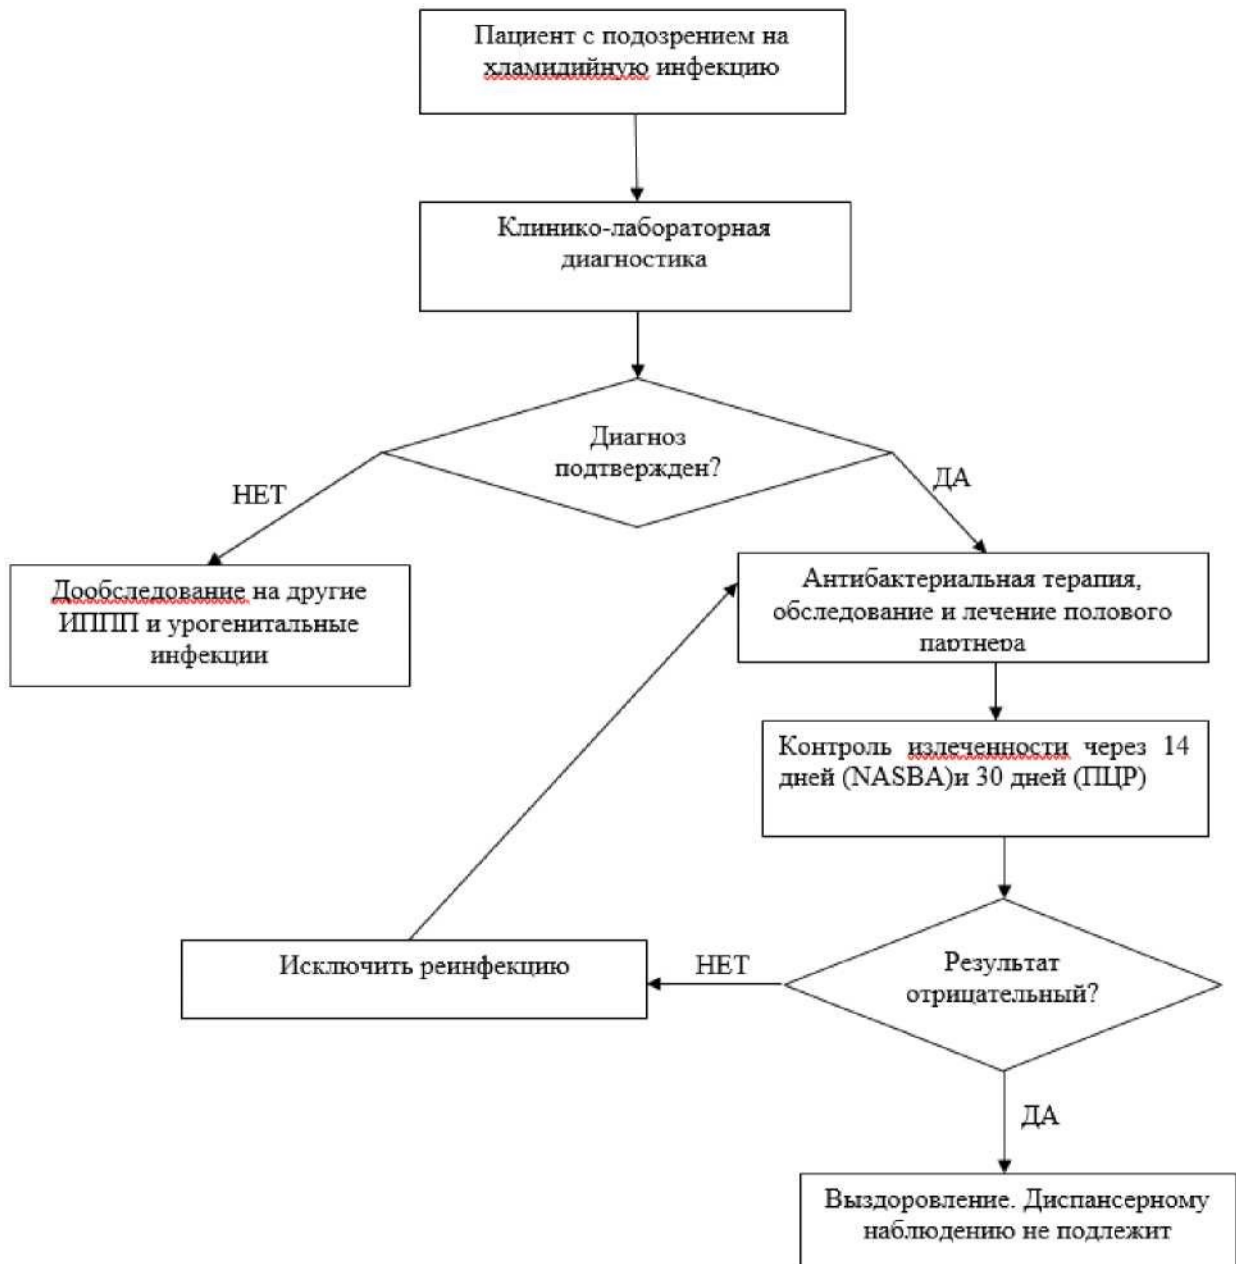 Пациент с подозрением на
хламидийную инфекцию
Клинико-лабораторная
диагностика
Диагноз
подтвержден?
НЕТ
ДА
Дообследование на другие
ИППП и урогенитальные
инфекции
Антибактериальная терапия,
обследование и лечение полового
партнера
Контроль излеченности через 14
дней (NASBA)и 30 дней (ПЦР)
Исключить реинфекцию
НЕТ
Результат
отрицательный?
ДА
Выздоровление. Диспансерному
наблюдению не подлежит